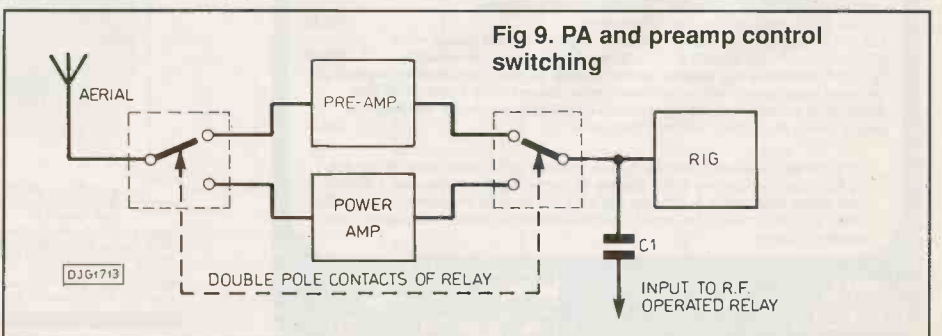 Fig 9. PA and preamp control
switching
AERIAL
PRE-AMP.
RIG
POWER
AMP.
C1
DJG1713
DOUBLE POLE CONTACTS OF RELAY
INPUT TO R.F.
OPERATED RELAY